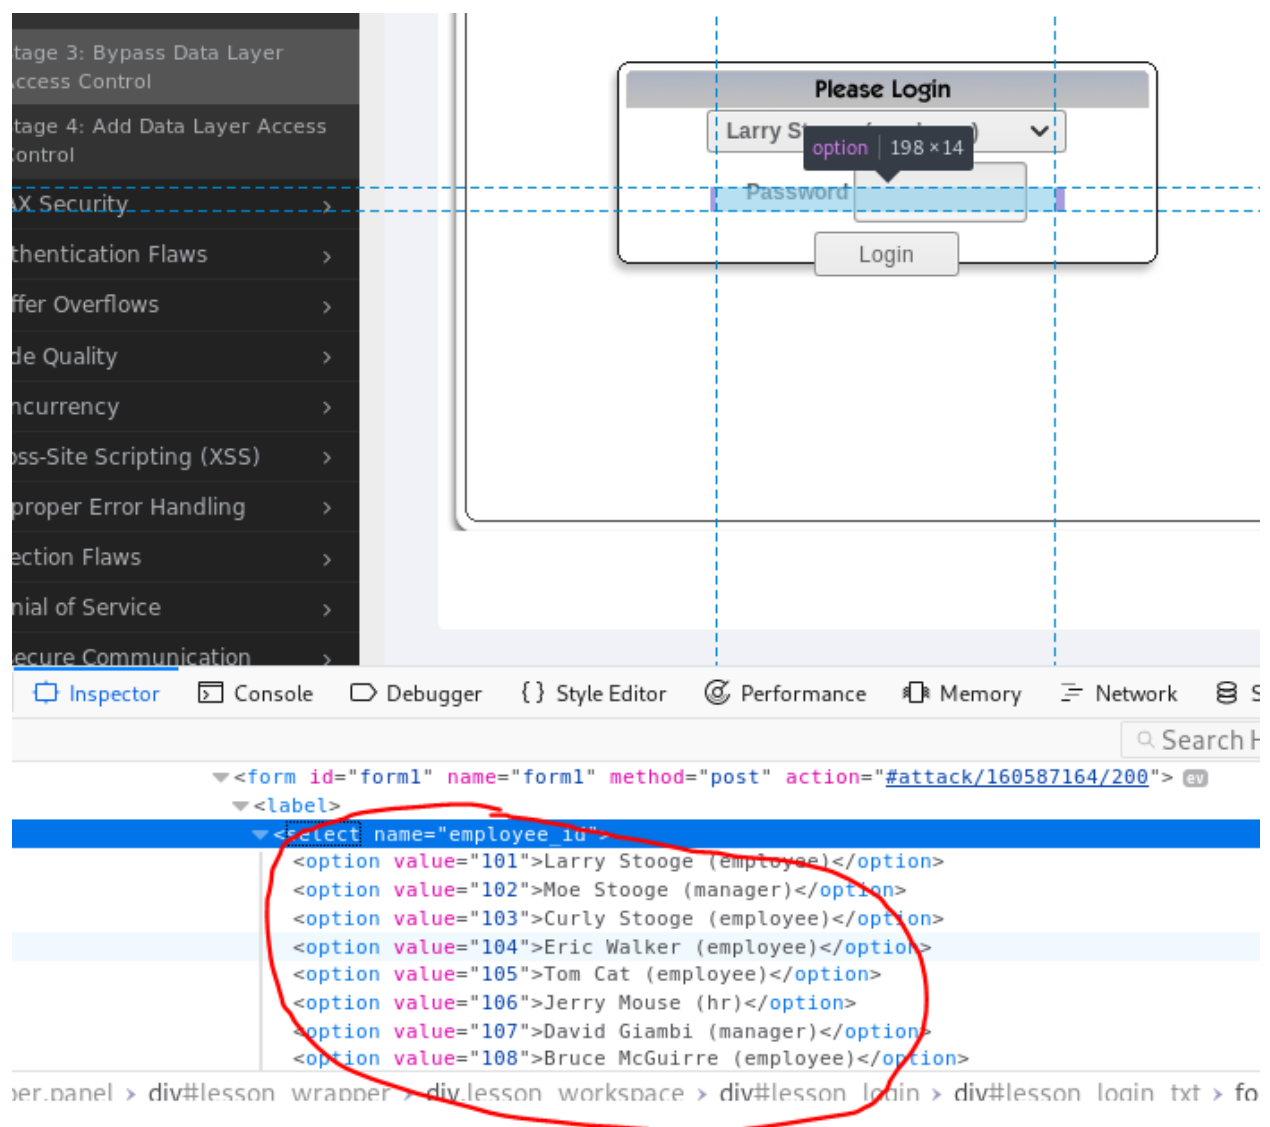 tage 3: Bypass Data Layer
ccess Control
tage 4: Add Data Layer Access
ontrol
AX Security
thentication Flaws
ffer Overflows
de Quality
ncurrency
oss-Site Scripting (XSS)
proper Error Handling
ection Flaws
nial of Service
ecure Communication
Please Login
Larry St
option 198 × 14
Password
Login
Inspector Console Debugger {} Style Editor Performance Memory Network S
Search H
<form id="form1" name="form1" method="post" action="#attack/160587164/200"> ev
<label>
<select name="employee_id">
<option value="101">Larry Stooge (employee)</option>
<option value="102">Moe Stooge (manager)</option>
<option value="103">Curly Stooge (employee)</option>
<option value="104">Eric Walker (employee)</option>
<option value="105">Tom Cat (employee)</option>
<option value="106">Jerry Mouse (hr)</option>
<option value="107">David Giambi (manager)</option>
<option value="108">Bruce McGuirre (employee)</option>
per.panel > div#lesson_wrapper > div.lesson_workspace > div#lesson_login > div#lesson_login_txt > fo